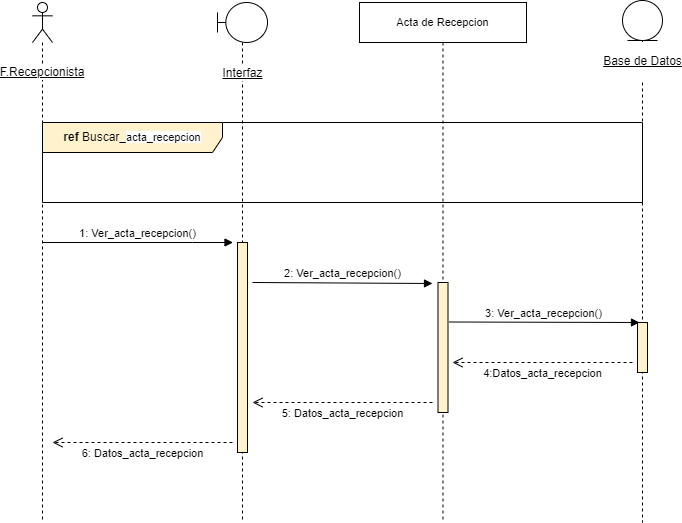 Acta de Recepcion
F.Recepcionista
Interfaz
Base de Datos
ref Buscar_acta_recepcion
1: Ver_acta_recepcion()
2: Ver_acta_recepcion()
3: Ver_acta_recepcion()
4:Datos_acta_recepcion
5: Datos_acta_recepcion
6: Datos_acta_recepcion